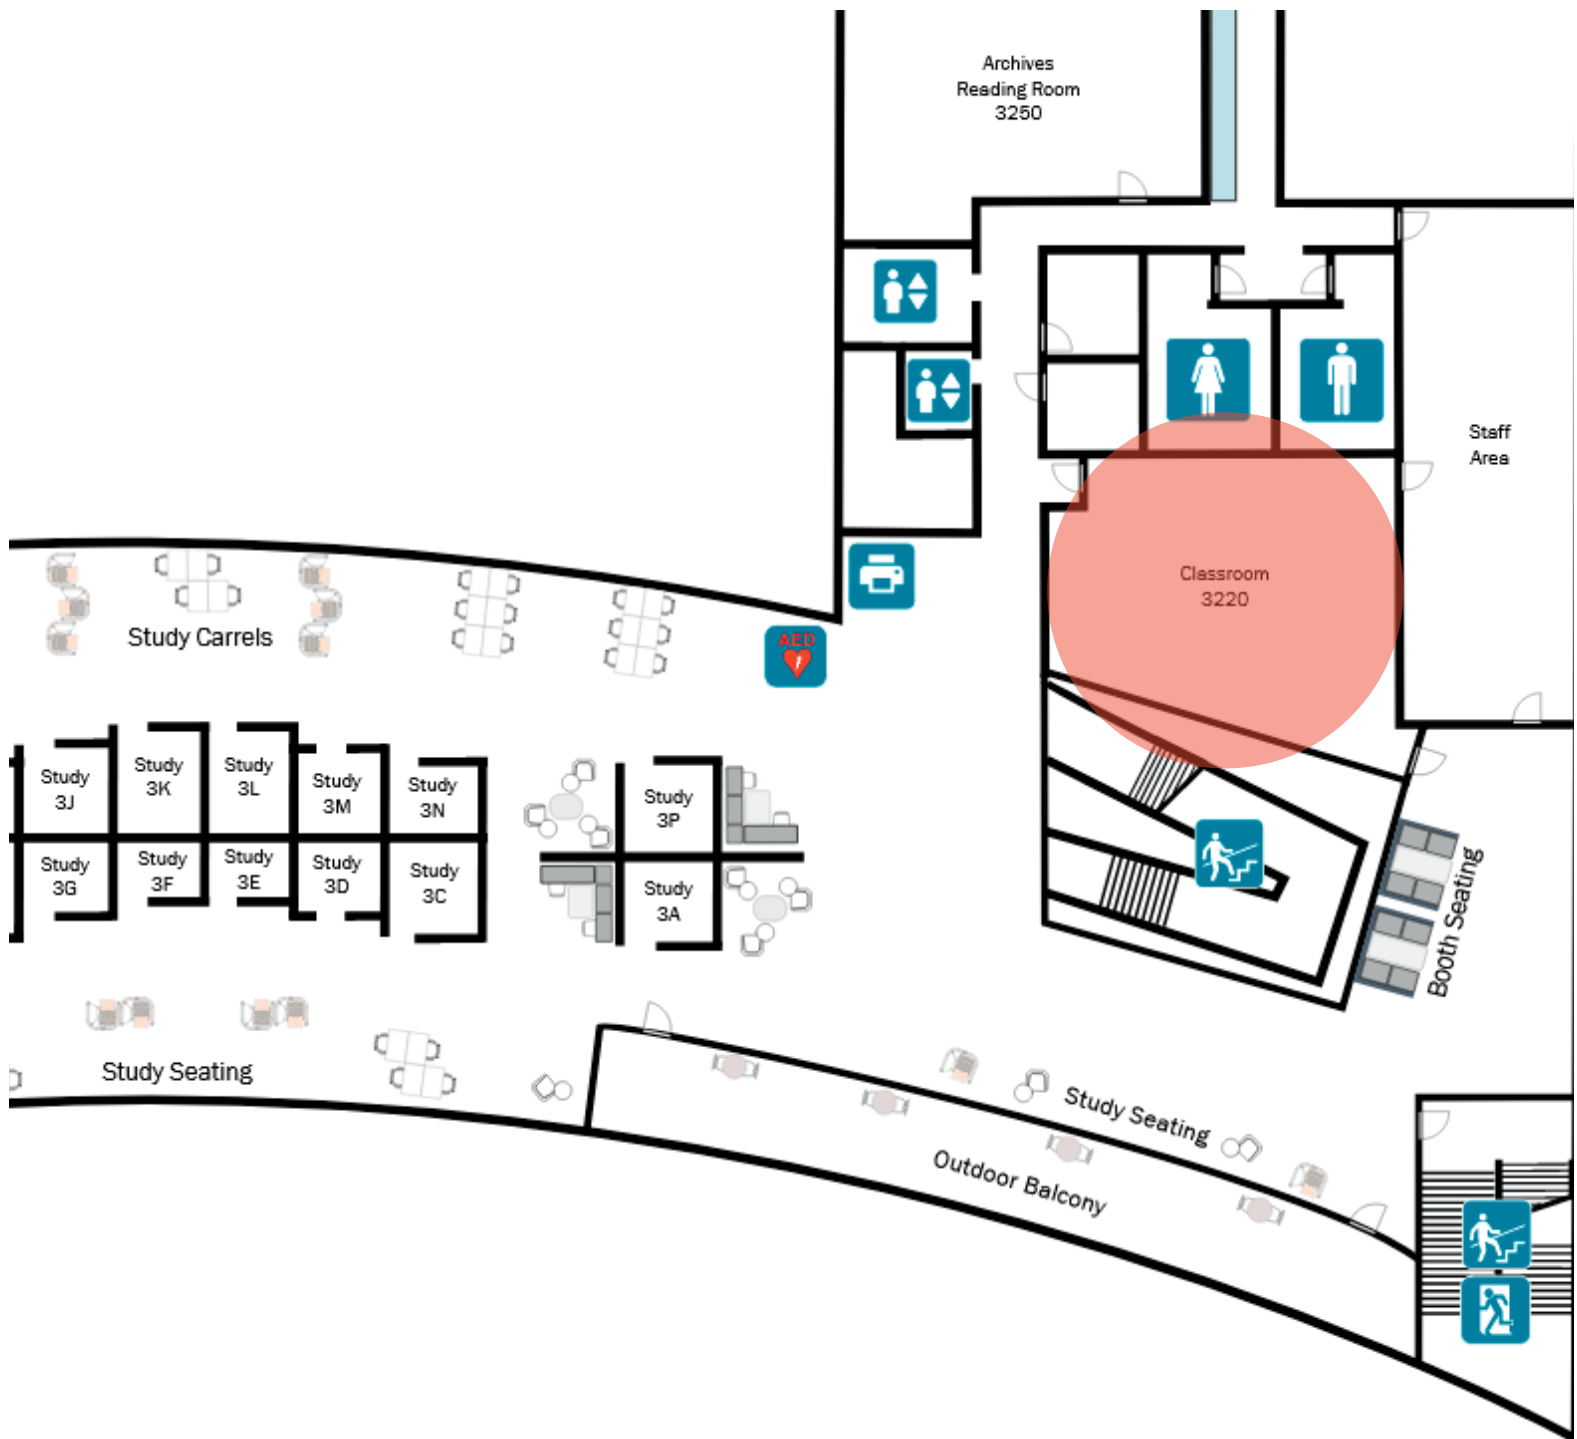 Archives
Reading Room
3250
Staff
Area
Classroom
3220
AED
Study Carrels
Study
3J
Study
3K
Study
3L
Study
3M
Study
3N
Study
3P
Study
3G
Study
3F
Study
3E
Study
3D
Study
3C
Study
3A
Booth Seating
Study Seating
Study Seating
Outdoor Balcony